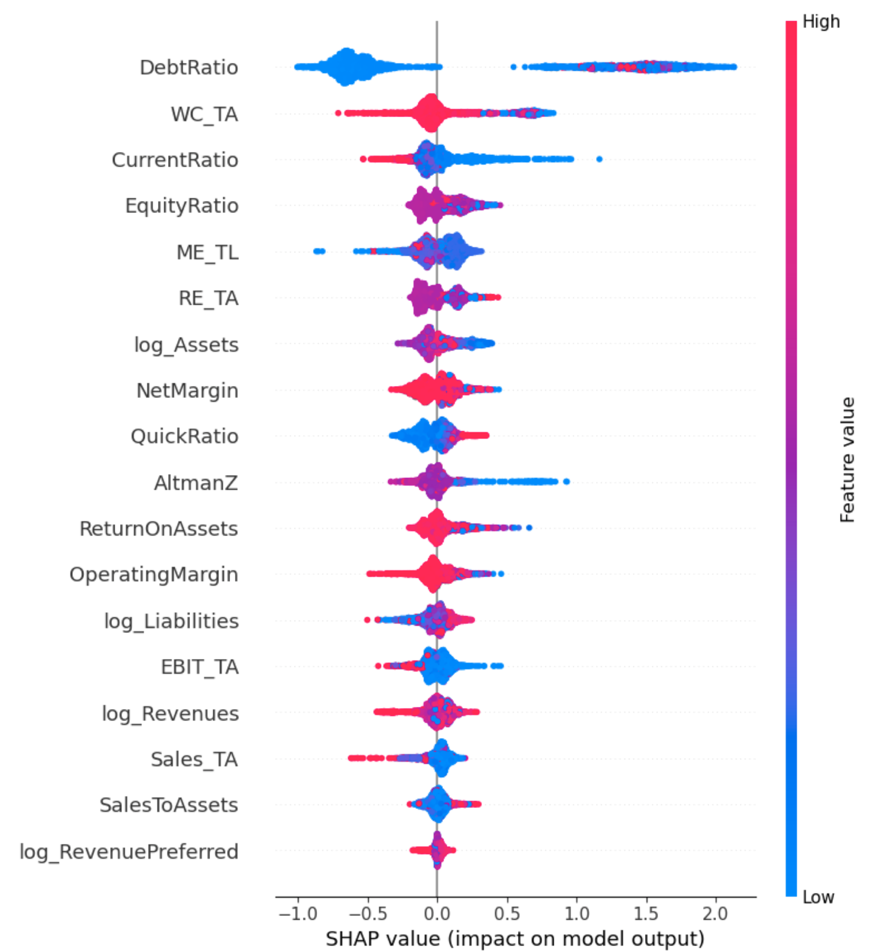 High
DebtRatio
WC_TA
CurrentRatio
EquityRatio
ME_TL
RE_TA
log_Assets
NetMargin
QuickRatio
AltmanZ
ReturnOnAssets
OperatingMargin
log_Liabilities
EBIT_TA
log_Revenues
Sales_TA
SalesToAssets
log_RevenuePreferred
Feature value
Low
−1.0 −0.5 0.0 0.5 1.0 1.5 2.0
SHAP value (impact on model output)